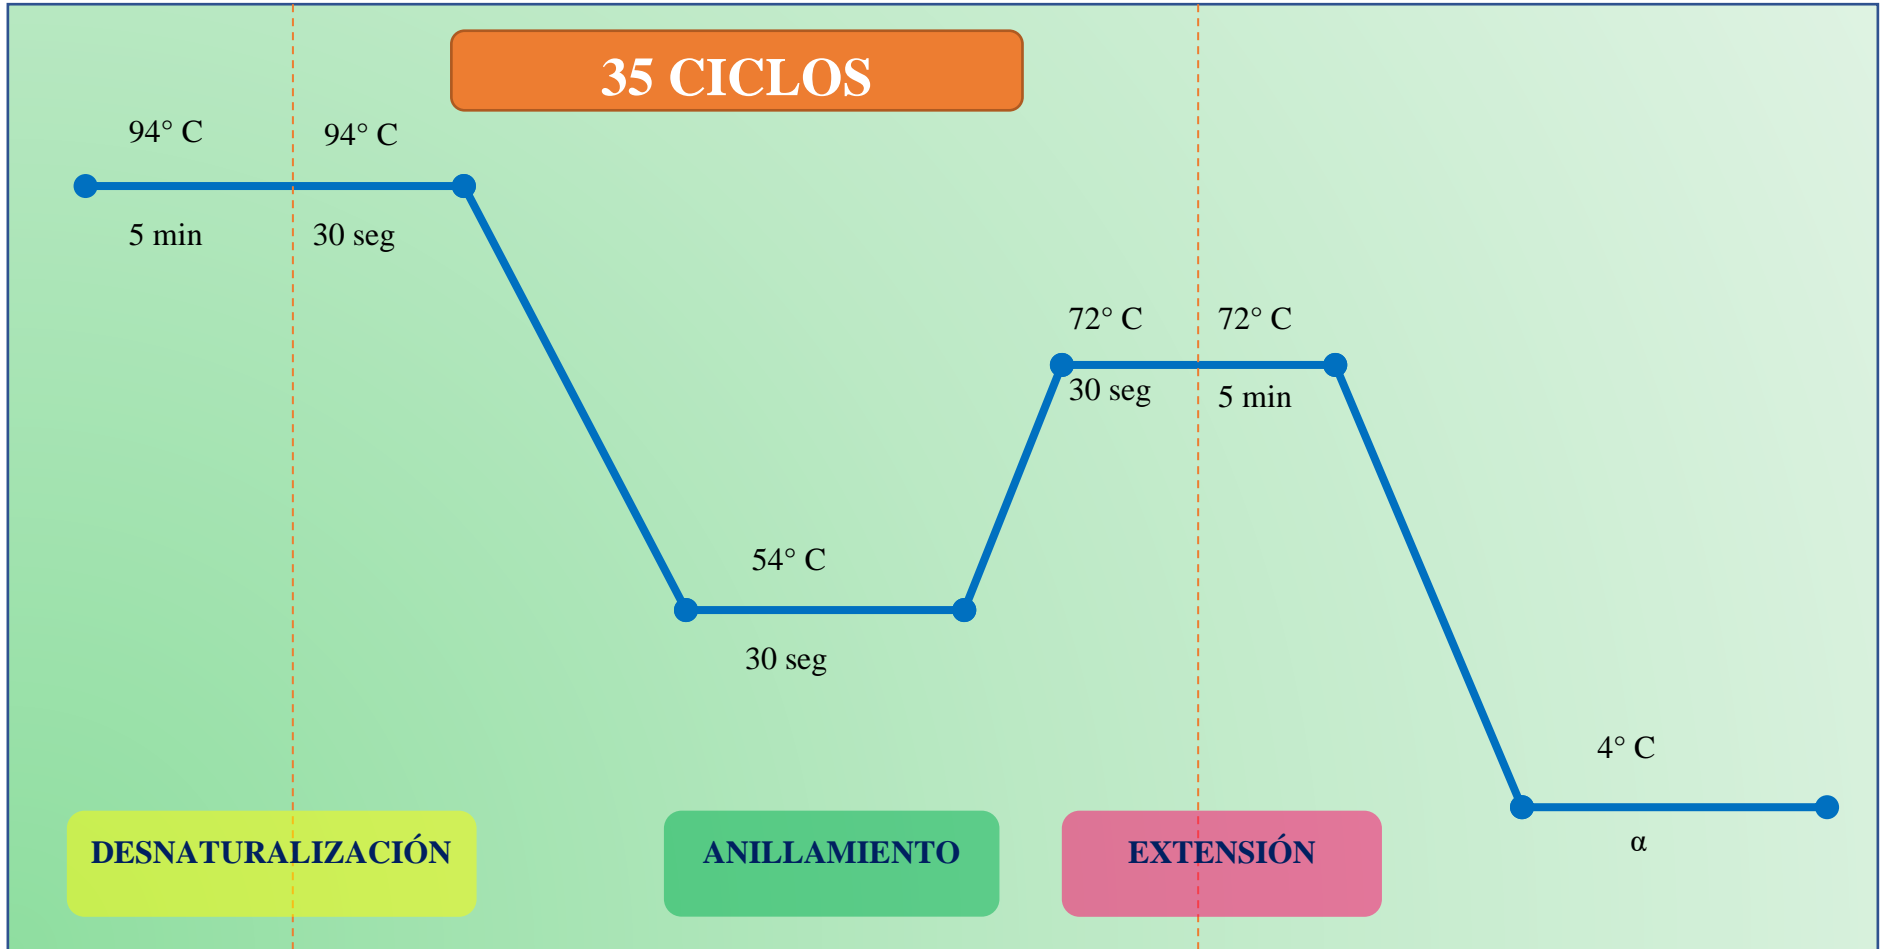 35 CICLOS
94° C
94° C
5 min
30 seg
72° C
72° C
30 seg
5 min
54° C
30 seg
4° C
α
DESNATURALIZACIÓN
ANILLAMIENTO
EXTENSIÓN